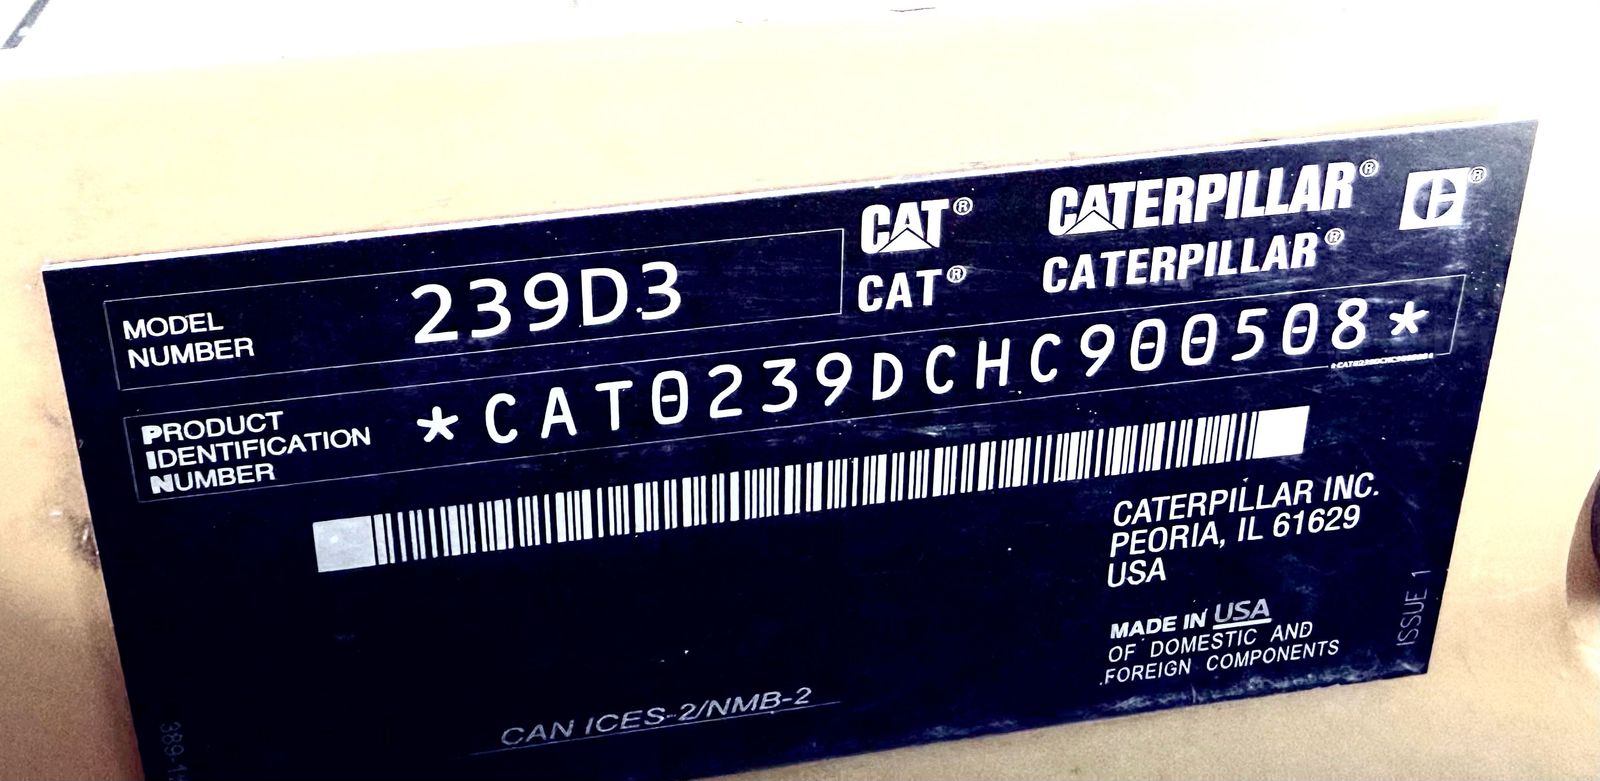 MODEL
NUMBER
239D3
CAT® CATERPILLAR® ®
CAT® CATERPILLAR®
PRODUCT
IDENTIFICATION
NUMBER
*CAT0239DCHC900508*
CATERPILLAR INC.
PEORIA, IL 61629
USA
MADE IN USA
OF DOMESTIC AND
FOREIGN COMPONENTS
ISSUE 1
CAN ICES-2/NMB-2